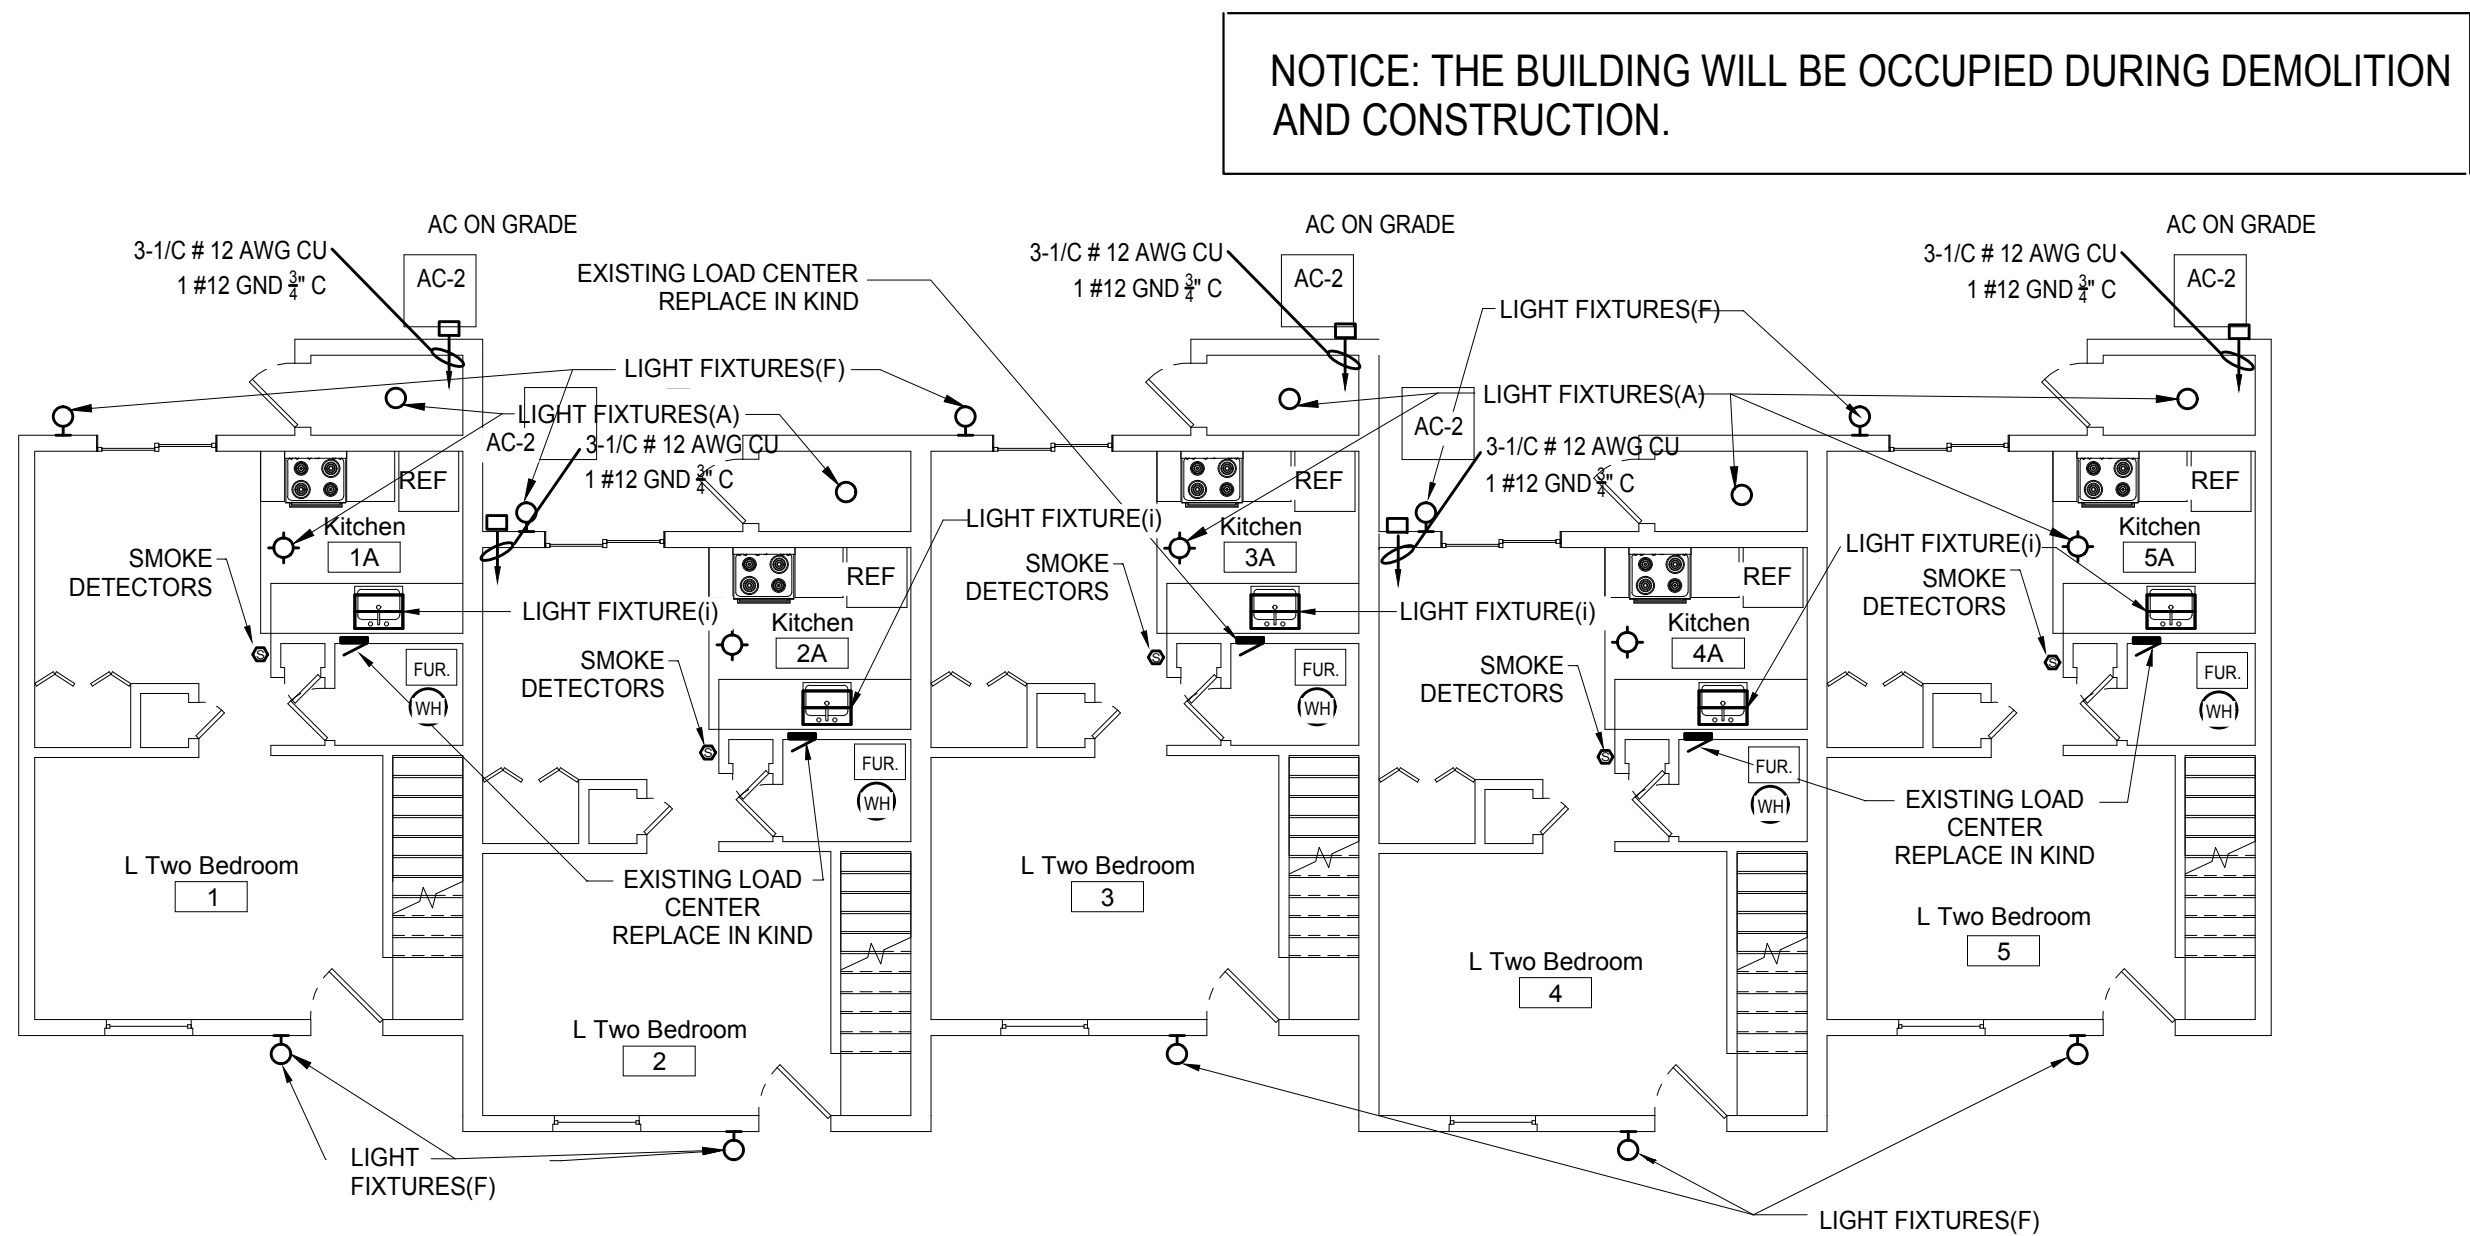 NOTICE: THE BUILDING WILL BE OCCUPIED DURING DEMOLITION
AND CONSTRUCTION.
AC ON GRADE
3-1/C # 12 AWG CU
1 #12 GND 3/4" C
AC-2
EXISTING LOAD CENTER
REPLACE IN KIND
AC ON GRADE
3-1/C # 12 AWG CU
1 #12 GND 3/4" C
AC-2
LIGHT FIXTURES(F)
AC ON GRADE
3-1/C # 12 AWG CU
1 #12 GND 3/4" C
AC-2
LIGHT FIXTURES(F)
LIGHT FIXTURES(A)
LIGHT FIXTURES(A)
AC-2
3-1/C # 12 AWG CU
1 #12 GND 3/4" C
AC-2
3-1/C # 12 AWG CU
1 #12 GND 3/4" C
REF
REF
REF
Kitchen
1A
LIGHT FIXTURE(i)
Kitchen
3A
LIGHT FIXTURE(i)
Kitchen
5A
SMOKE
DETECTORS
REF
SMOKE
DETECTORS
REF
SMOKE
DETECTORS
LIGHT FIXTURE(i)
Kitchen
2A
LIGHT FIXTURE(i)
Kitchen
4A
SMOKE
DETECTORS
SMOKE
DETECTORS
S
S
S
S
S
FUR.
WH
FUR.
WH
FUR.
WH
FUR.
WH
FUR.
WH
EXISTING LOAD
CENTER
REPLACE IN KIND
EXISTING LOAD
CENTER
REPLACE IN KIND
L Two Bedroom
1
L Two Bedroom
3
L Two Bedroom
5
L Two Bedroom
4
L Two Bedroom
2
LIGHT
FIXTURES(F)
LIGHT FIXTURES(F)